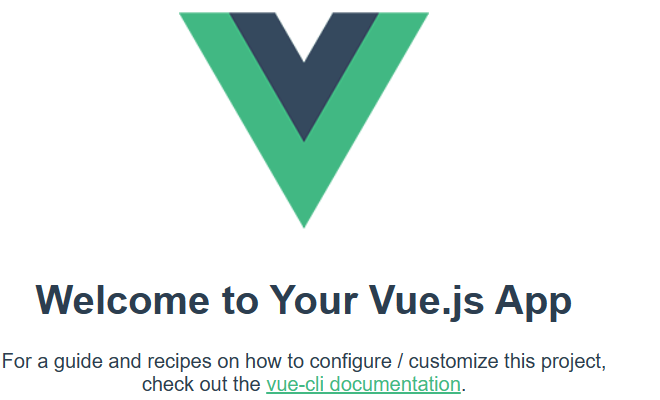 Welcome to Your Vue.js App
For a guide and recipes on how to configure / customize this project,
check out the vue-cli documentation.